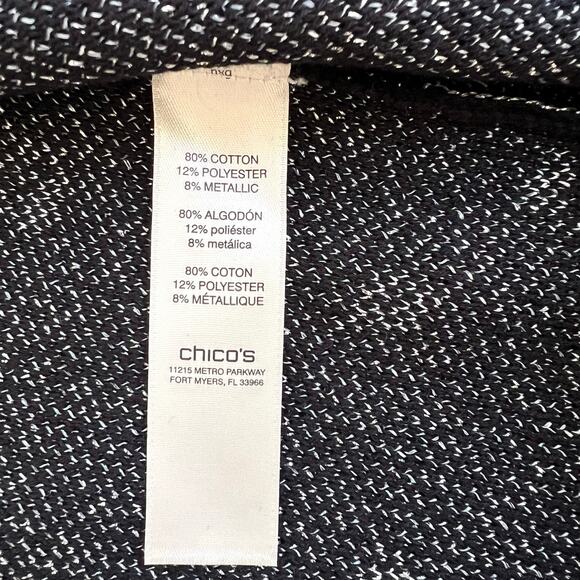 80% COTTON
12% POLYESTER
8% METALLIC
80% ALGODÓN
12% poliéster
8% metálica
80% COTON
12% POLYESTER
8% MÉTALLIQUE
chico's
11215 METRO PARKWAY
FORT MYERS, FL 33966